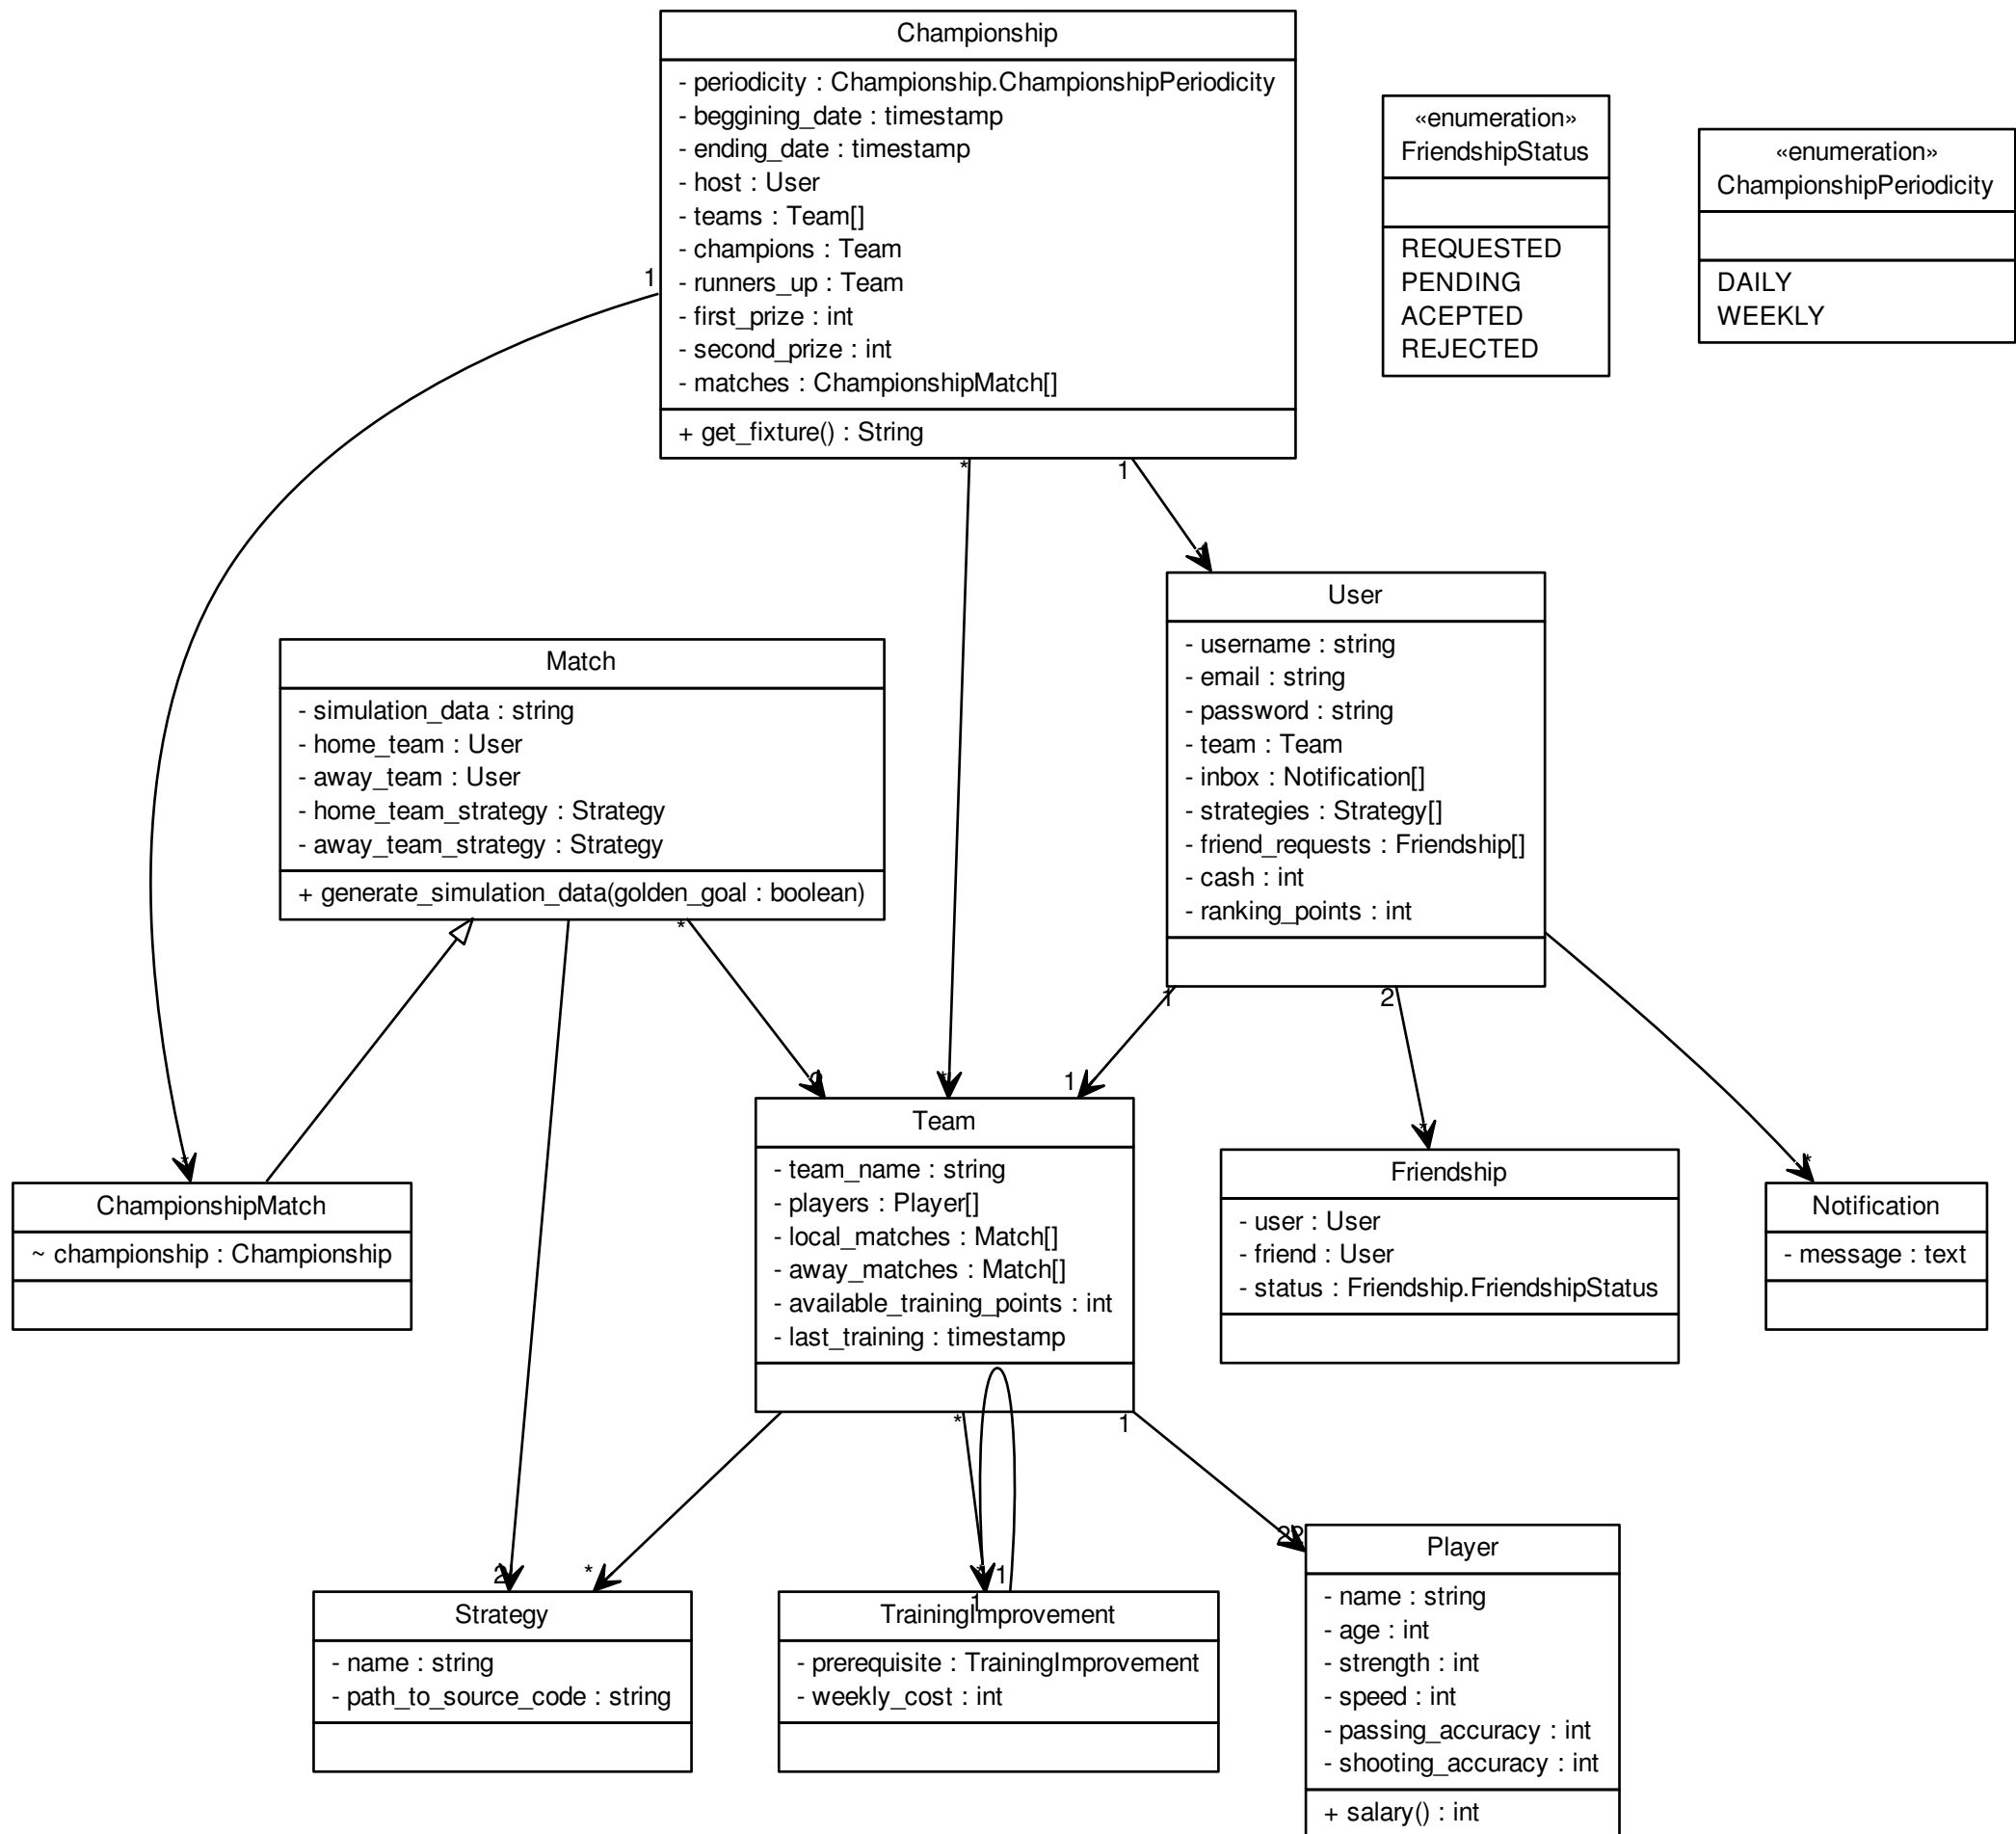 Championship
- periodicity : Championship.ChampionshipPeriodicity
- beggining_date : timestamp
- ending_date : timestamp
- host : User
- teams : Team[]
- champions : Team
- runners_up : Team
- first_prize : int
- second_prize : int
- matches : ChampionshipMatch[]
+ get_fixture() : String
«enumeration»
FriendshipStatus
REQUESTED
PENDING
ACEPTED
REJECTED
«enumeration»
ChampionshipPeriodicity
DAILY
WEEKLY
1
*
1
User
- username : string
- email : string
- password : string
- team : Team
- inbox : Notification[]
- strategies : Strategy[]
- friend_requests : Friendship[]
- cash : int
- ranking_points : int
Match
- simulation_data : string
- home_team : User
- away_team : User
- home_team_strategy : Strategy
- away_team_strategy : Strategy
+ generate_simulation_data(golden_goal : boolean)
*
1
2
*
1
*
*
*
ChampionshipMatch
~ championship : Championship
Team
- team_name : string
- players : Player[]
- local_matches : Match[]
- away_matches : Match[]
- available_training_points : int
- last_training : timestamp
Friendship
- user : User
- friend : User
- status : Friendship.FriendshipStatus
Notification
- message : text
*
1
2
*
1
1
22
Strategy
- name : string
- path_to_source_code : string
TrainingImprovement
- prerequisite : TrainingImprovement
- weekly_cost : int
Player
- name : string
- age : int
- strength : int
- speed : int
- passing_accuracy : int
- shooting_accuracy : int
+ salary() : int